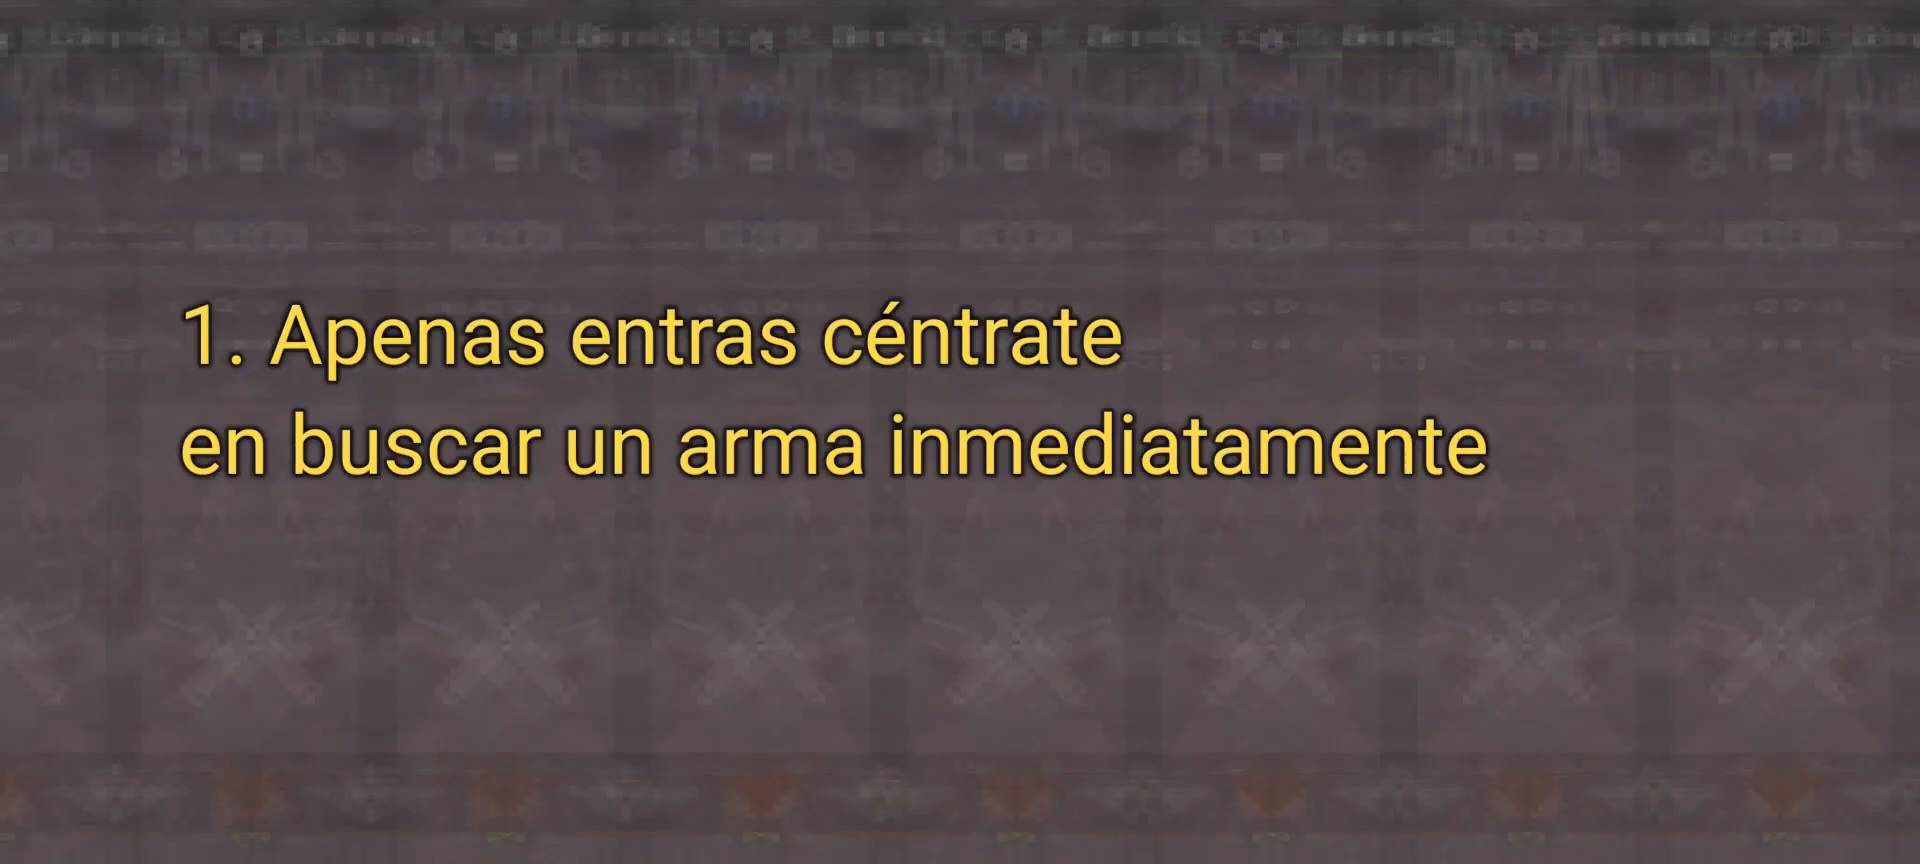 1. Apenas entras céntrate
en buscar un arma inmediatamente